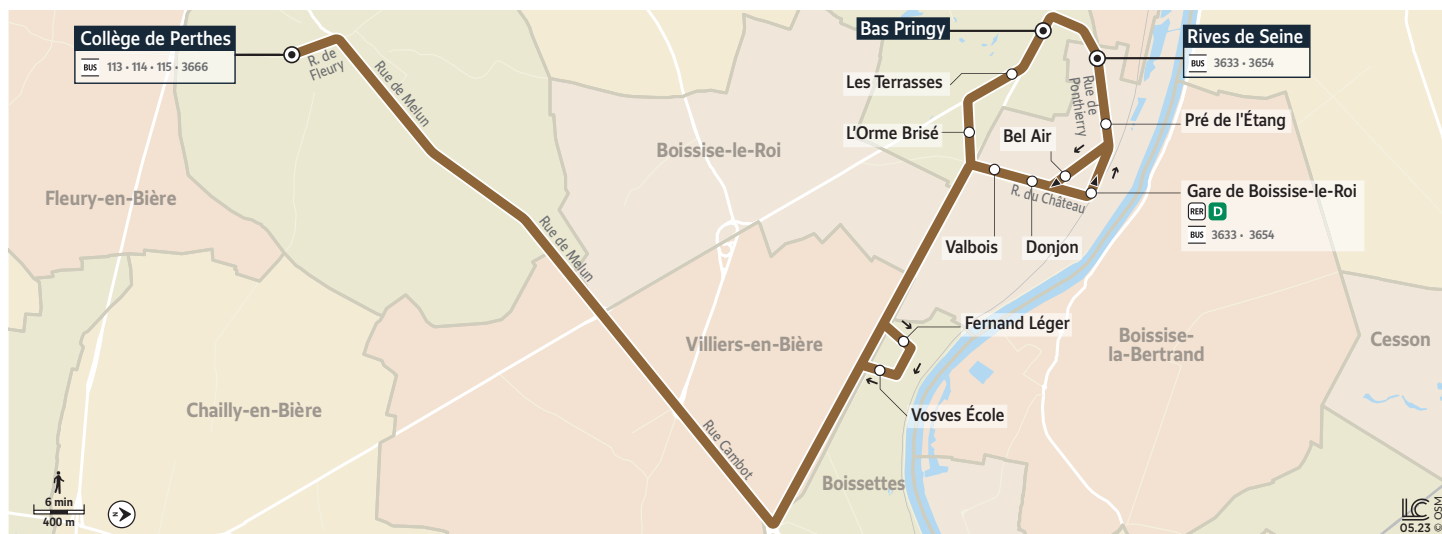 Collège de Perthes
BUS 113 • 114 • 115 • 3666
R. de
Fleury
Rue de Melun
Rue de Melun
Rue Cambot
Fleury-en-Bière
Chailly-en-Bière
Boissise-le-Roi
Villiers-en-Bière
Bas Pringy
Les Terrasses
L'Orme Brisé
Rives de Seine
BUS 3633 • 3654
Rue de
Ponthierry
Pré de l'Étang
Bel Air
R. du Château
Gare de Boissise-le-Roi
RER D
BUS 3633 • 3654
Valbois
Donjon
Fernand Léger
Vosves École
Boissise-
la-Bertrand
Cesson
Boissettes
6 min
400 m
N
LC
05.23 © OSM